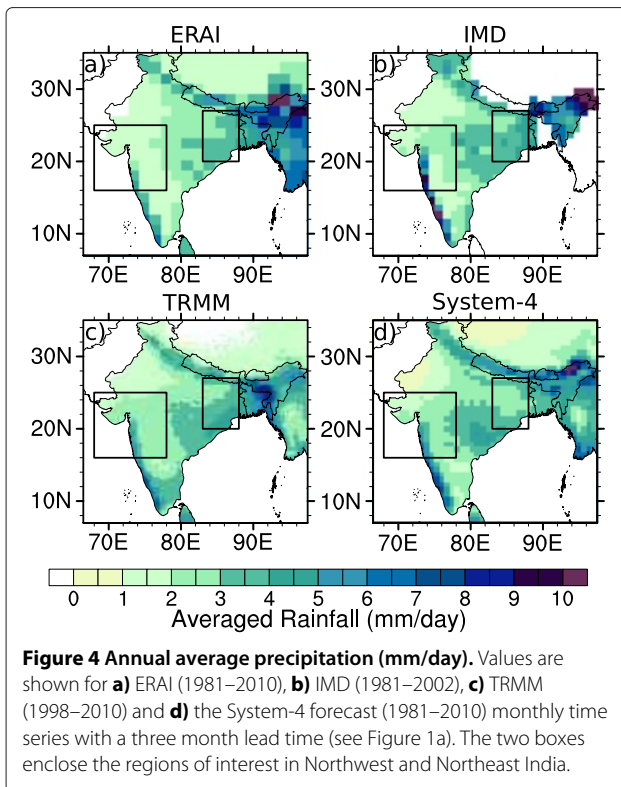 ERAI
IMD
a)
b)
30N
20N
10N
30N
20N
10N
70E 80E 90E
70E 80E 90E
TRMM
System-4
c)
d)
30N
20N
10N
30N
20N
10N
70E 80E 90E
70E 80E 90E
0 1 2 3 4 5 6 7 8 9 10
Averaged Rainfall (mm/day)
Figure 4 Annual average precipitation (mm/day). Values are
shown for a) ERAI (1981–2010), b) IMD (1981–2002), c) TRMM
(1998–2010) and d) the System-4 forecast (1981–2010) monthly time
series with a three month lead time (see Figure 1a). The two boxes
enclose the regions of interest in Northwest and Northeast India.